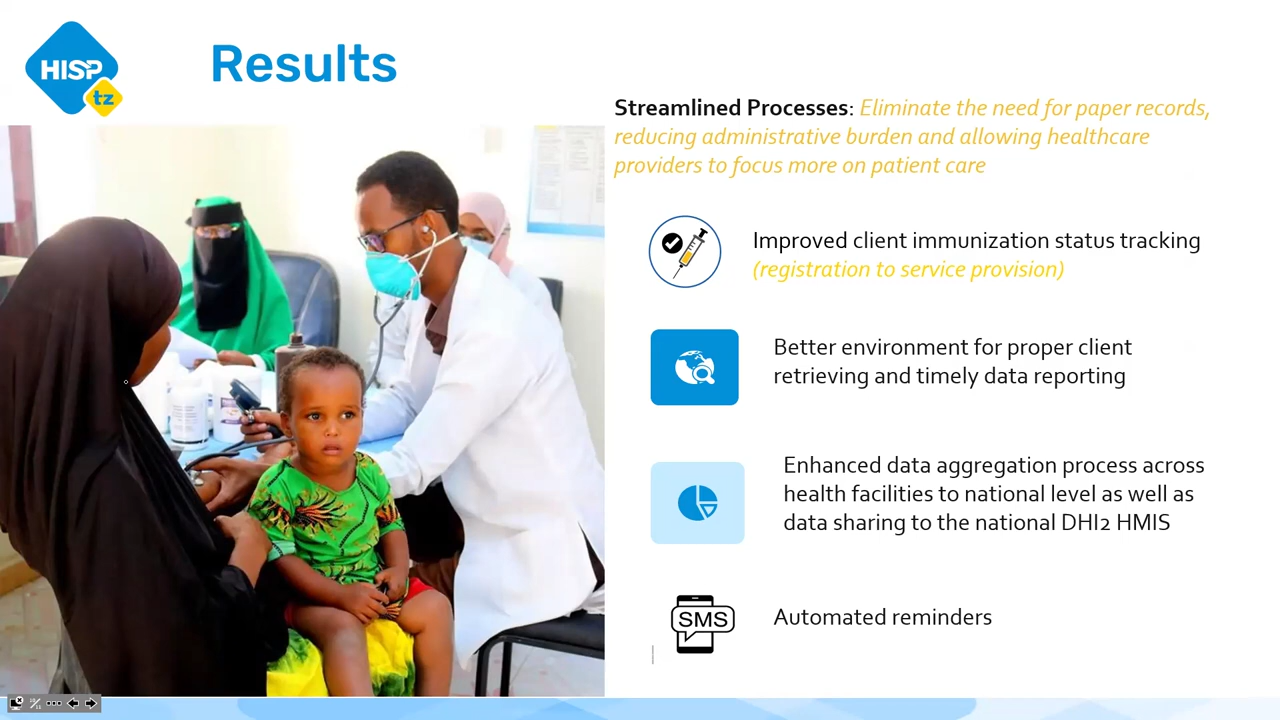 HISP
tz
Results
Streamlined Processes: Eliminate the need for paper records,
reducing administrative burden and allowing healthcare
providers to focus more on patient care
Improved client immunization status tracking
(registration to service provision)
Better environment for proper client
retrieving and timely data reporting
Enhanced data aggregation process across
health facilities to national level as well as
data sharing to the national DHI2 HMIS
SMS
Automated reminders